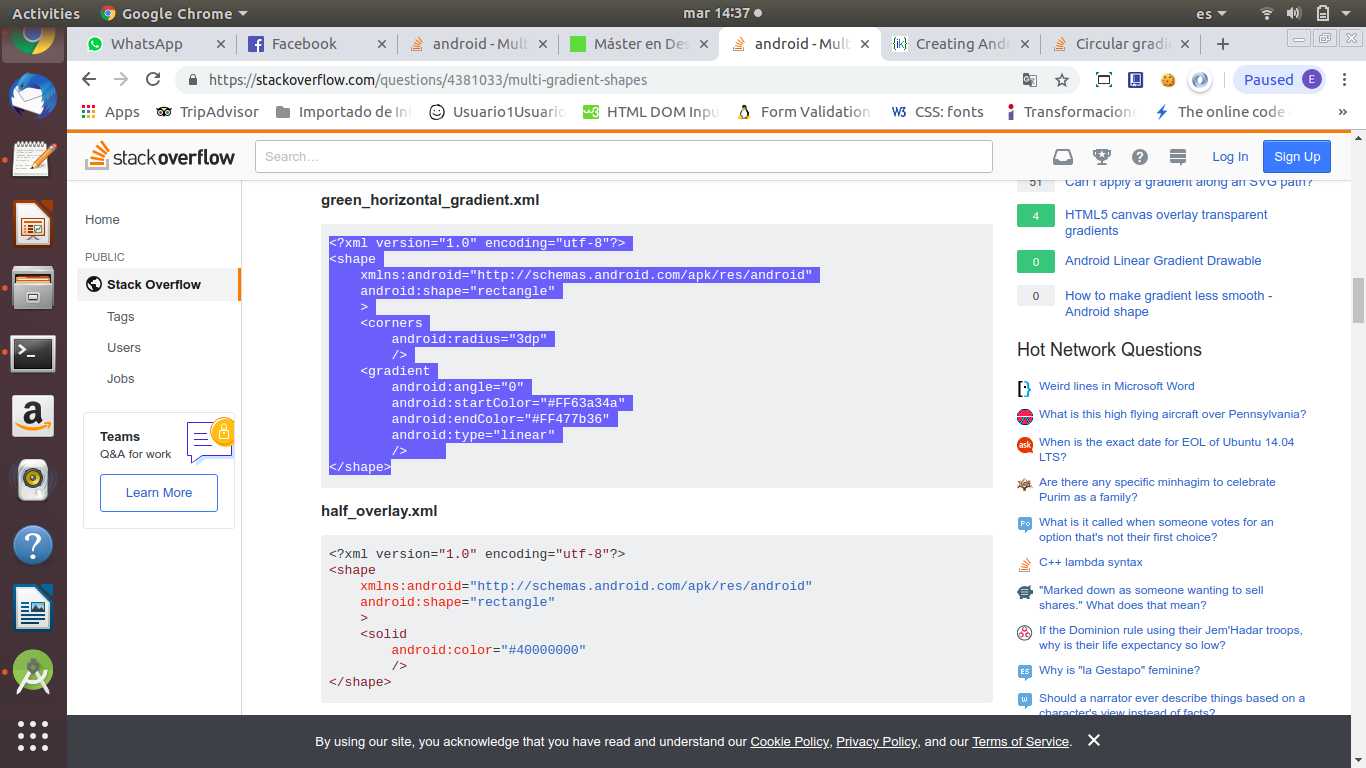 Activities
Google Chrome
mar 14:37
es
WhatsApp
Facebook
android - Mult
Máster en Des
android - Mult
Creating Andr
Circular gradi
https://stackoverflow.com/questions/4381033/multi-gradient-shapes
Paused
E
Apps
TripAdvisor
Importado de In
Usuario1Usuario
HTML DOM Inpu
Form Validation
CSS: fonts
Transformacione
The online code
»
stackoverflow
Search…
Log In
Sign Up
Home
PUBLIC
Stack Overflow
Tags
Users
Jobs
Teams
Q&A for work
Learn More
green_horizontal_gradient.xml
<?xml version="1.0" encoding="utf-8"?>
<shape
xmlns:android="http://schemas.android.com/apk/res/android"
android:shape="rectangle"
>
<corners
android:radius="3dp"
/>
<gradient
android:angle="0"
android:startColor="#FF63a34a"
android:endColor="#FF477b36"
android:type="linear"
/>
</shape>
half_overlay.xml
<?xml version="1.0" encoding="utf-8"?>
<shape
xmlns:android="http://schemas.android.com/apk/res/android"
android:shape="rectangle"
>
<solid
android:color="#40000000"
/>
</shape>
51 Can I apply a gradient along an SVG path?
4 HTML5 canvas overlay transparent
gradients
0 Android Linear Gradient Drawable
0 How to make gradient less smooth -
Android shape
Hot Network Questions
Weird lines in Microsoft Word
What is this high flying aircraft over Pennsylvania?
ask When is the exact date for EOL of Ubuntu 14.04
LTS?
Are there any specific minhagim to celebrate
Purim as a family?
Po What is it called when someone votes for an
option that's not their first choice?
C++ lambda syntax
"Marked down as someone wanting to sell
shares." What does that mean?
If the Dominion rule using their Jem'Hadar troops,
why is their life expectancy so low?
ES Why is "la Gestapo" feminine?
W Should a narrator ever describe things based on a
character's view instead of facts?
By using our site, you acknowledge that you have read and understand our Cookie Policy, Privacy Policy, and our Terms of Service.